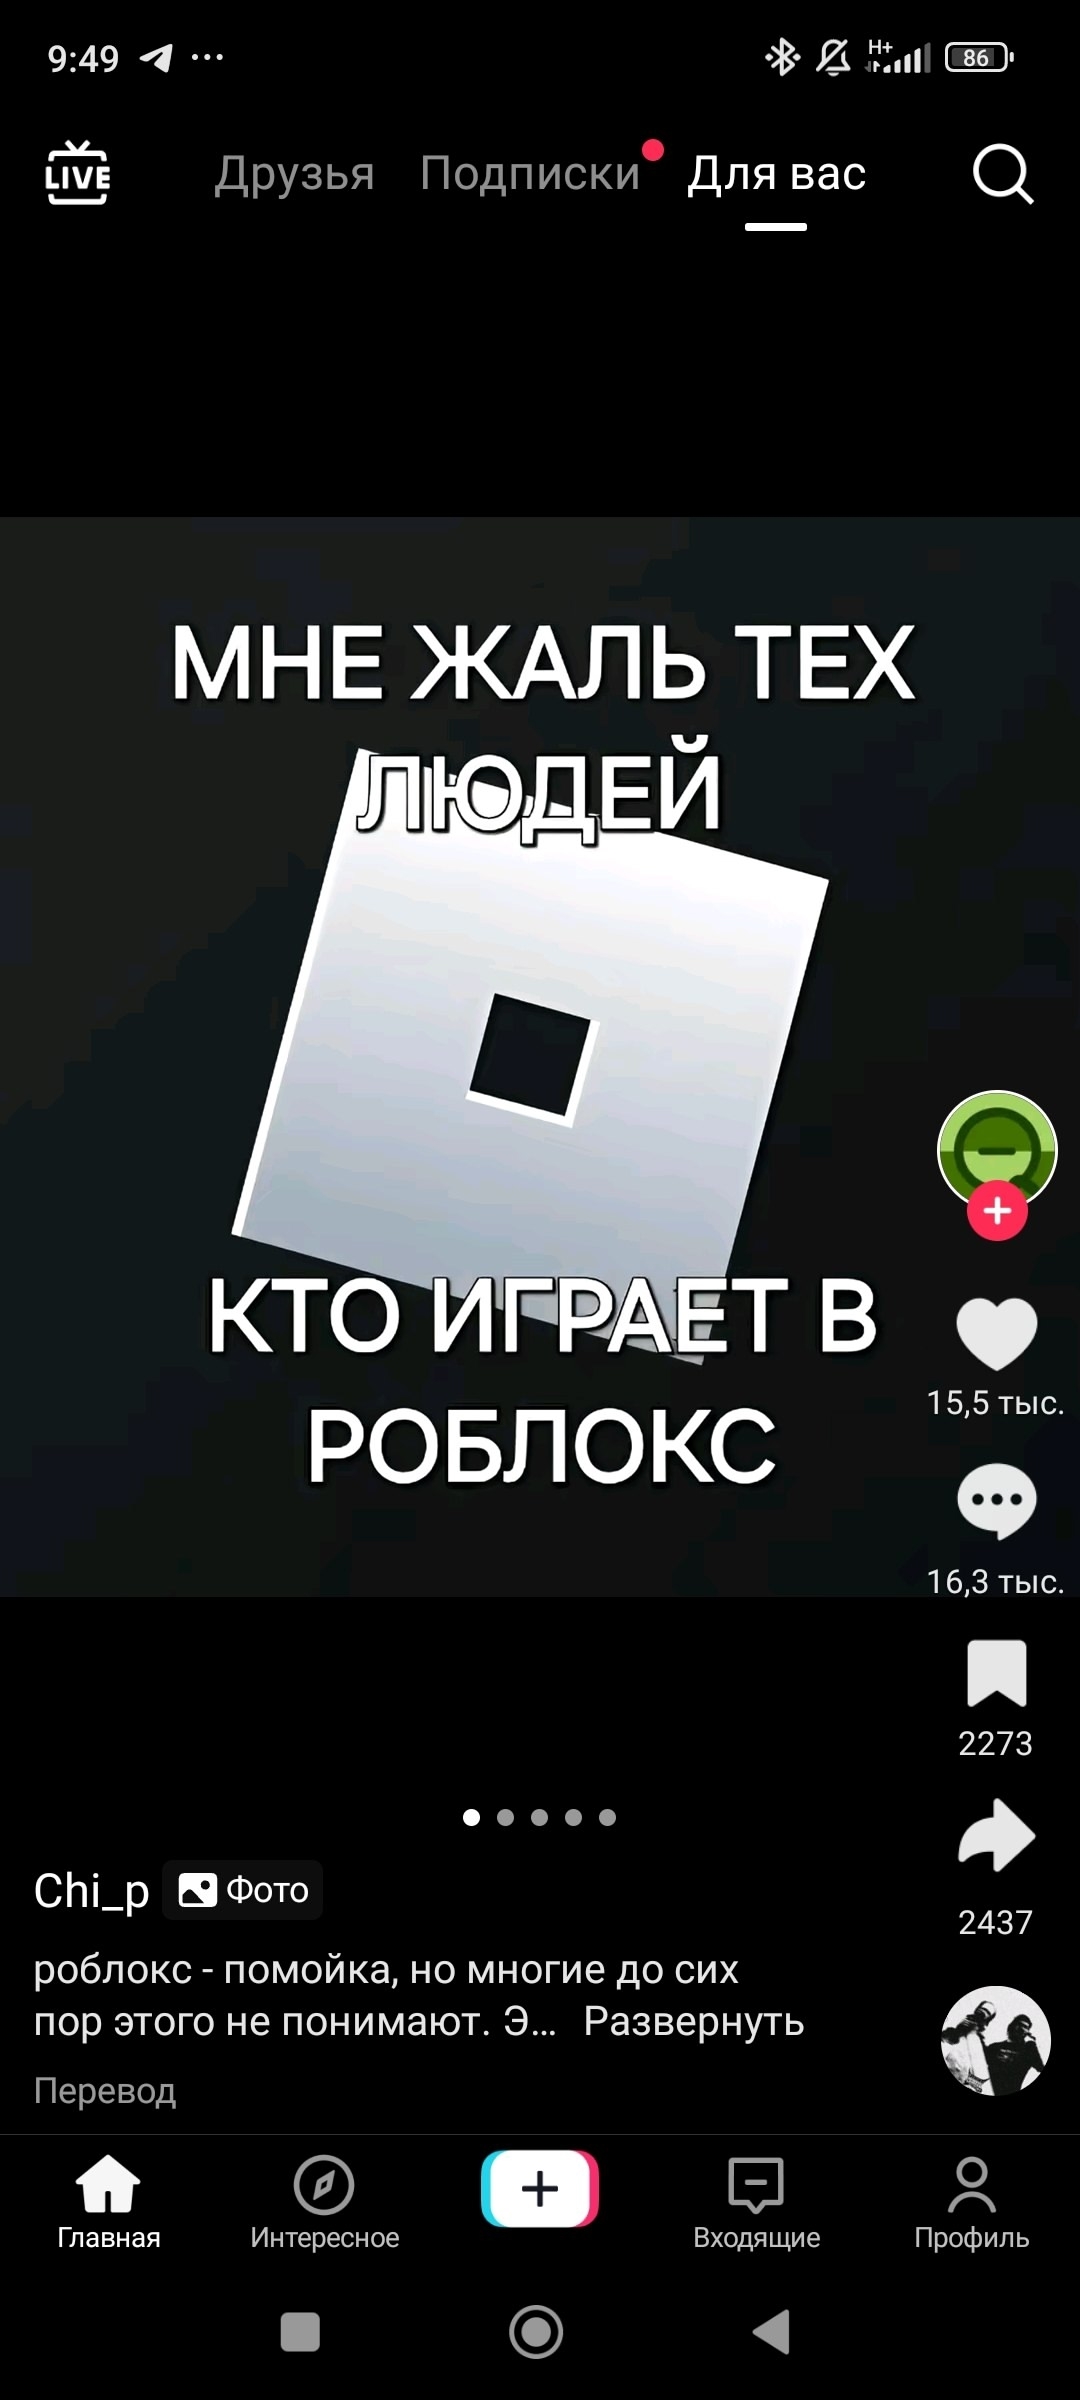 9:49
H+
86
LIVE
Друзья Подписки Для вас
МНЕ ЖАЛЬ ТЕХ
ЛЮДЕЙ
КТО ИГРАЕТ В
РОБЛОКС
15,5 тыс.
16,3 тыс.
2273
2437
Chi_p Фото
роблокс - помойка, но многие до сих
пор этого не понимают. Э... Развернуть
Перевод
Главная Интересное Входящие Профиль